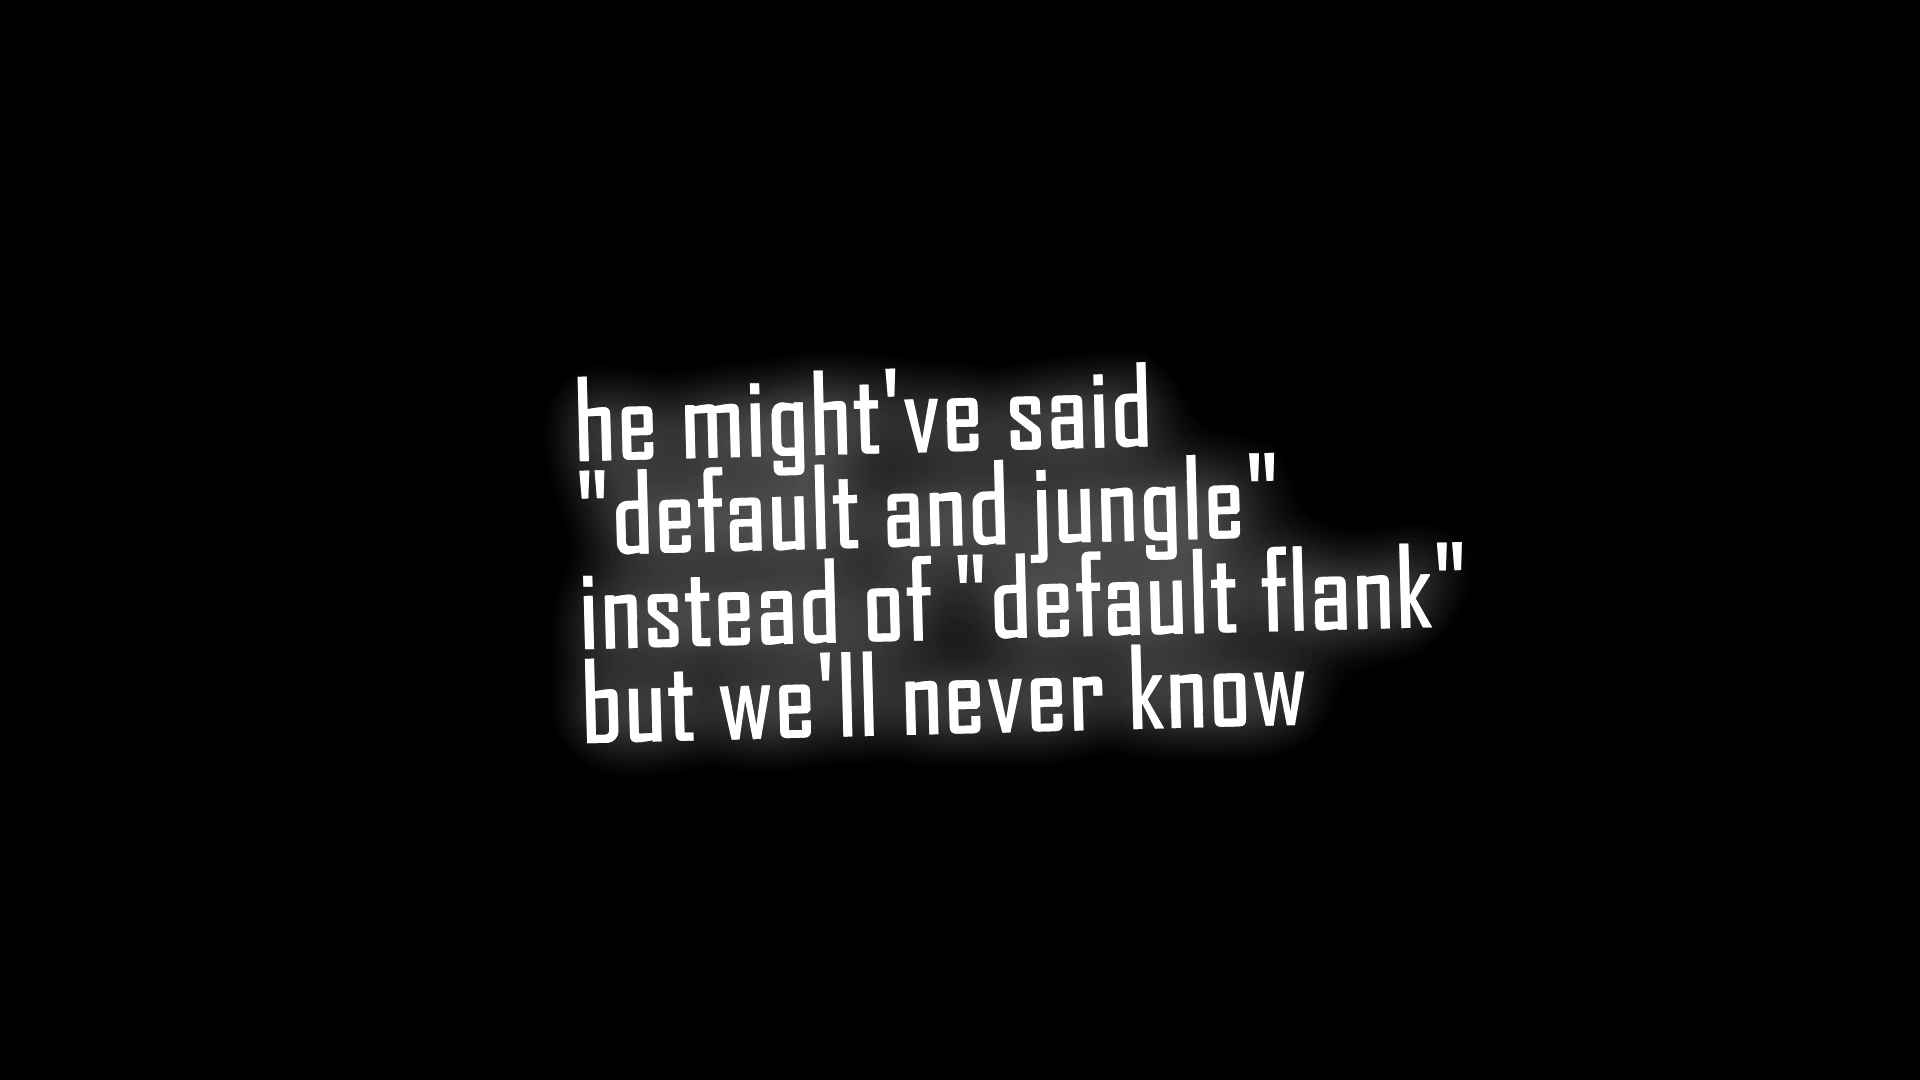 he might've said
"default and jungle"
instead of "default flank"
but we'll never know